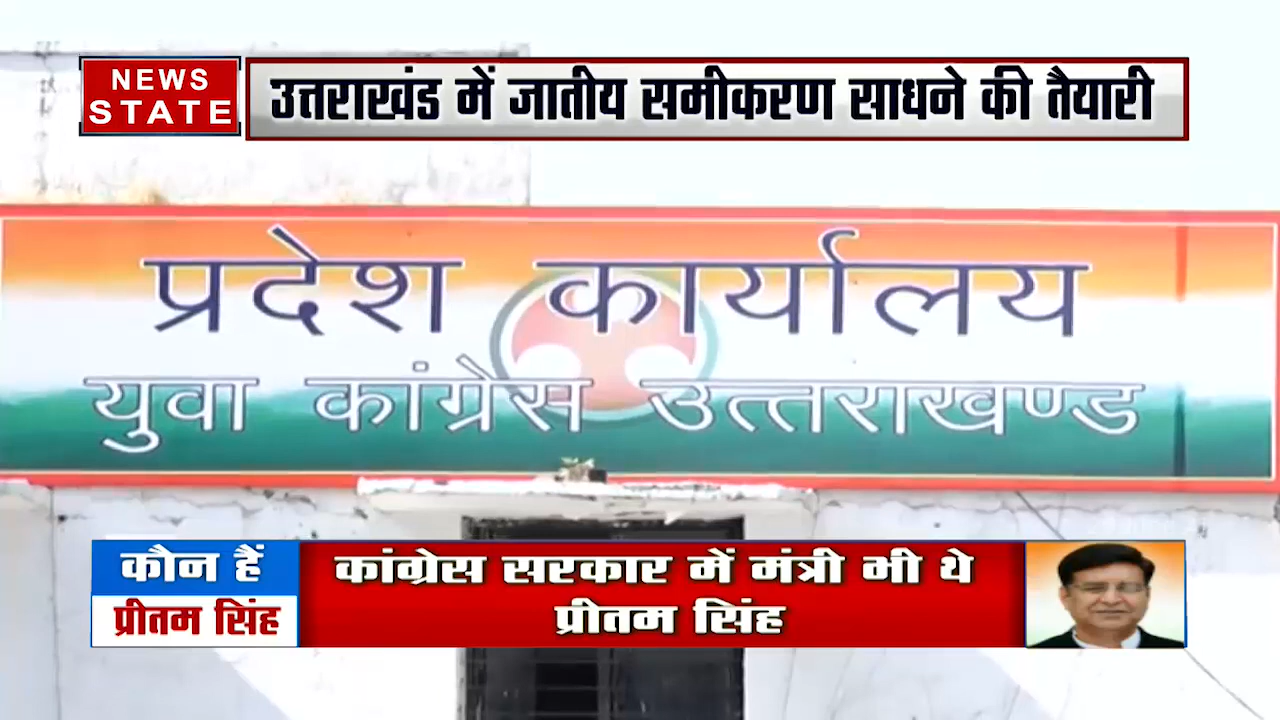 NEWS
STATE
उत्तराखंड में जातीय समीकरण साधने की तैयारी
प्रदेश कार्यालय
युवा कांग्रेस उत्तराखण्ड
कौन हैं
प्रीतम सिंह
कांग्रेस सरकार में मंत्री भी थे
प्रीतम सिंह